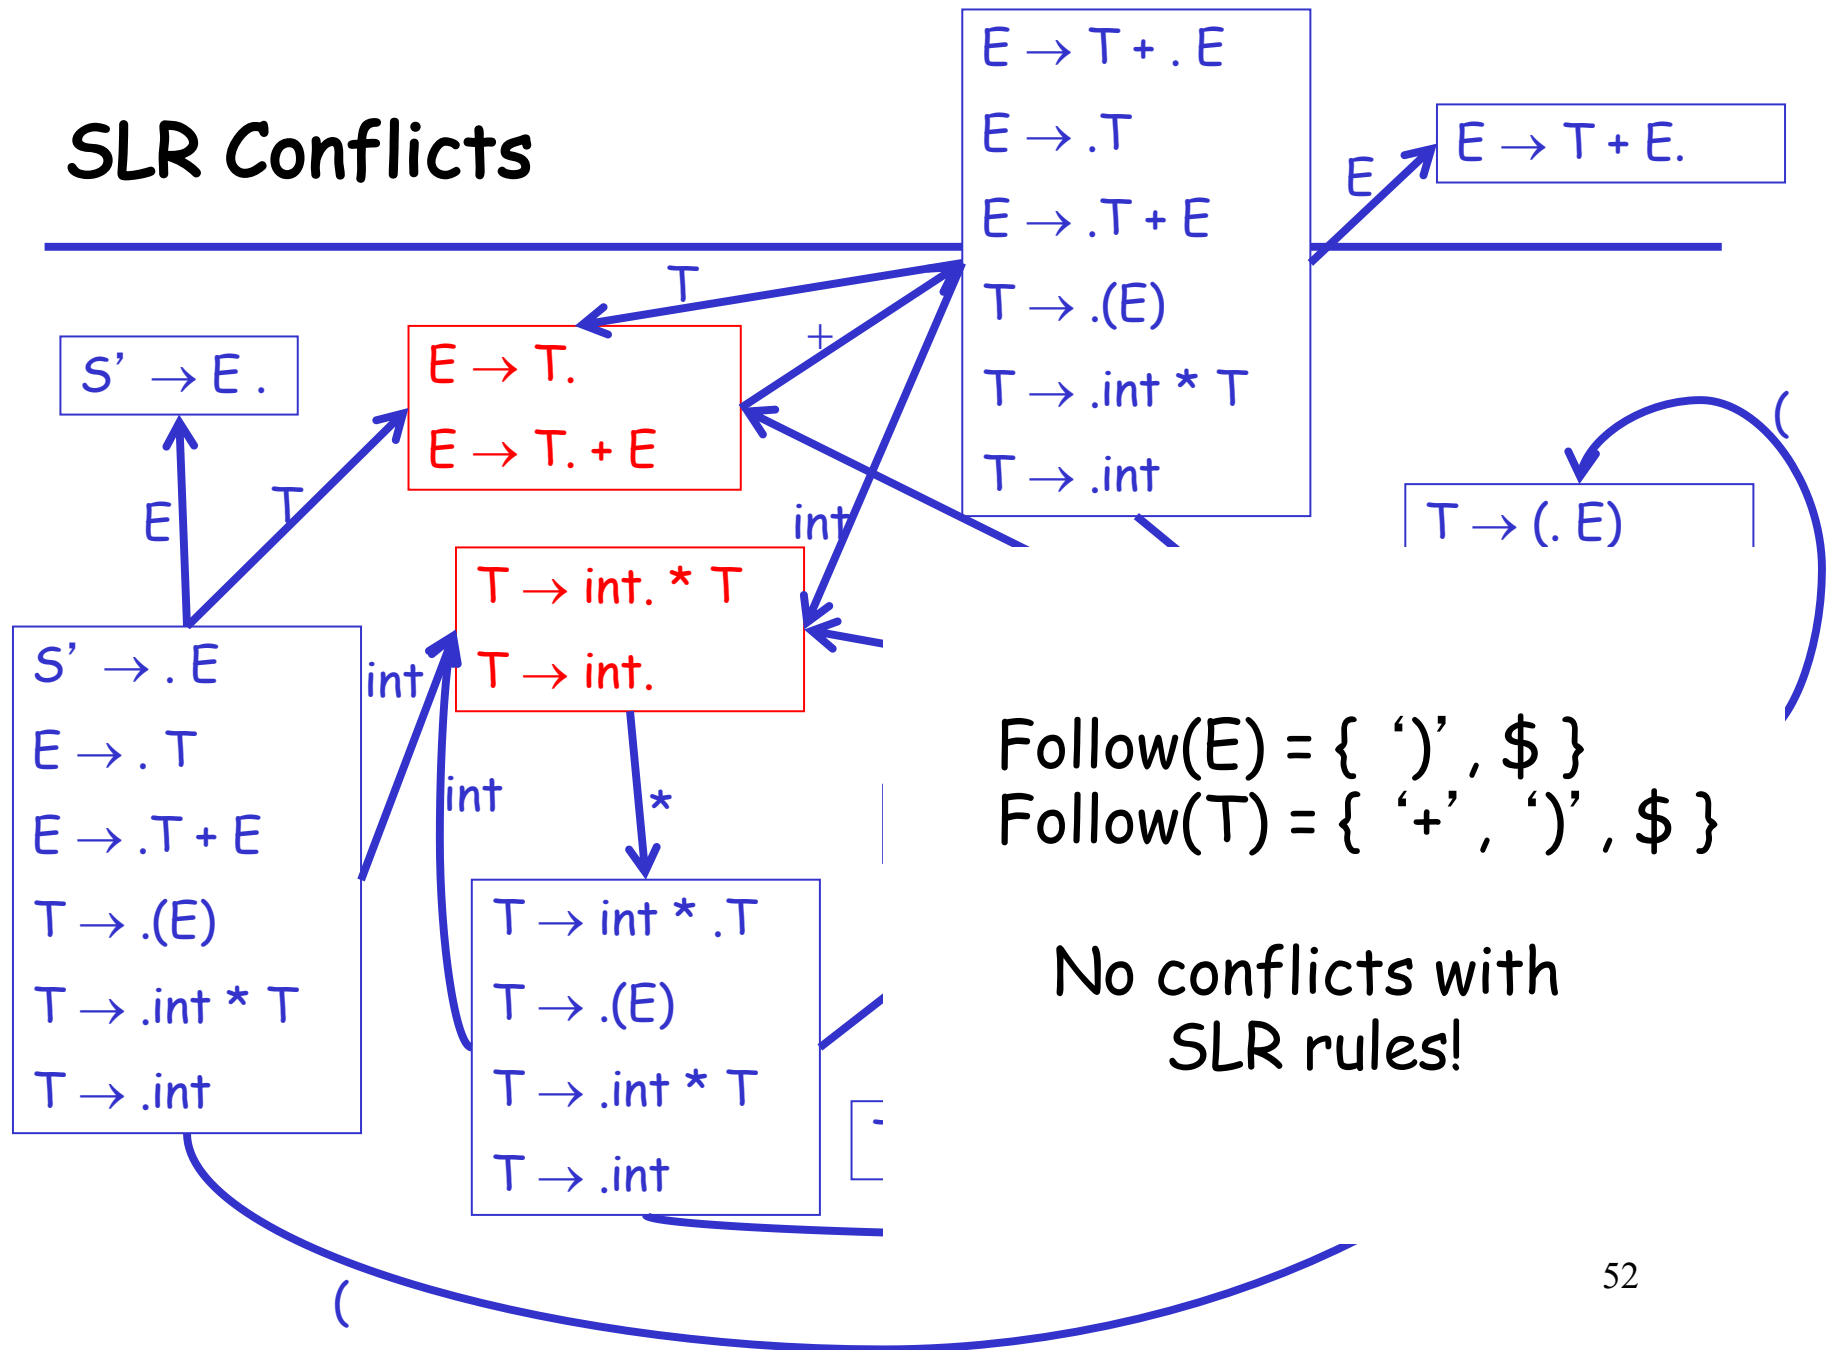 SLR Conflicts
E → T + . E
E → .T
E → .T + E
T → .(E)
T → .int * T
T → .int
E
E → T + E.
T
+
S’ → E .
E → T.
E → T. + E
(
E
T
int
T → (. E)
T → int. * T
T → int.
S’ → . E
E → . T
E → .T + E
T → .(E)
T → .int * T
T → .int
int
int
*
Follow(E) = { ‘)’, $ }
Follow(T) = { ‘+’, ‘)’, $ }
T → int * .T
T → .(E)
T → .int * T
T → .int
No conflicts with
SLR rules!
(
52